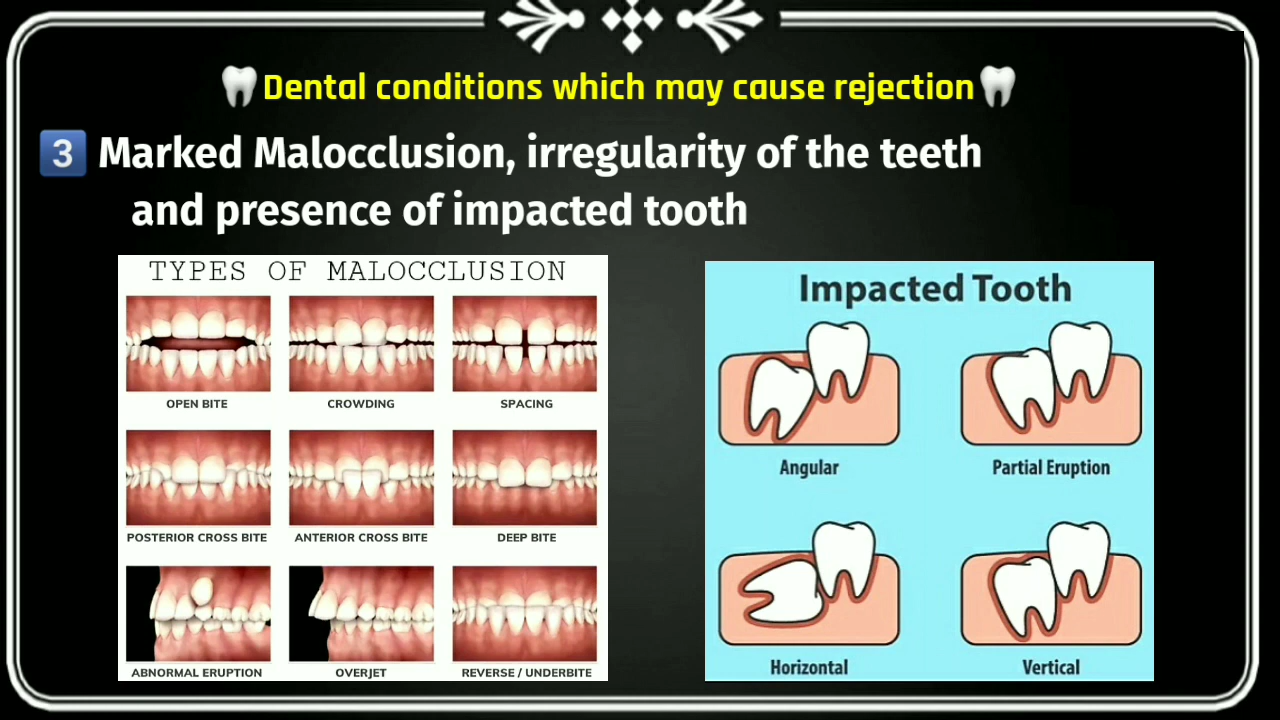 🦷Dental conditions which may cause rejection🦷
3 Marked Malocclusion, irregularity of the teeth
and presence of impacted tooth
TYPES OF MALOCCLUSION
OPEN BITE
CROWDING
SPACING
POSTERIOR CROSS BITE
ANTERIOR CROSS BITE
DEEP BITE
ABNORMAL ERUPTION
OVERJET
REVERSE / UNDERBITE
Impacted Tooth
Angular
Partial Eruption
Horizontal
Vertical